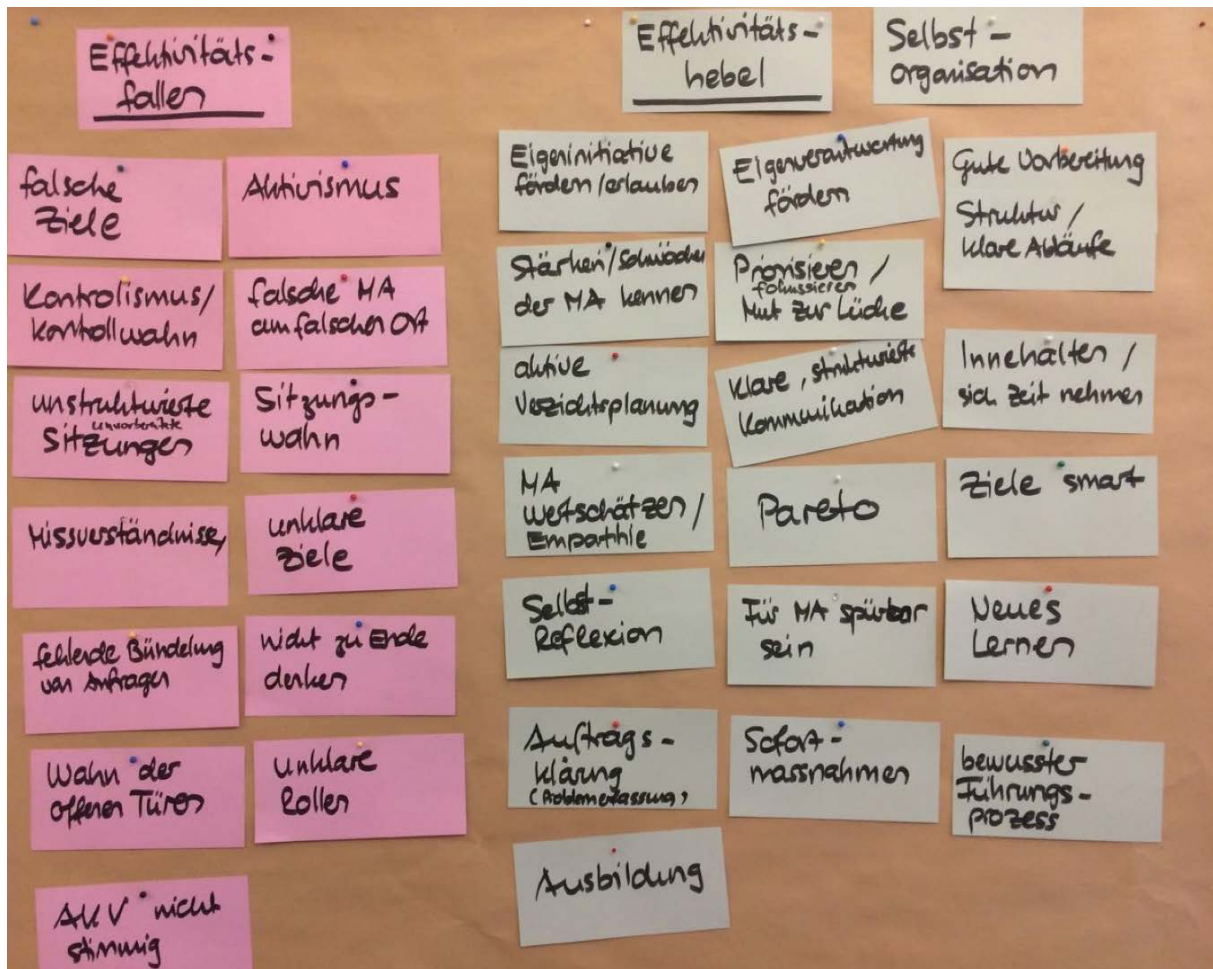 Effektivitäts-
fallen
falsche
Ziele
Aktivismus
Kontrolismus/
Kontrollwahn
falsche MA
am falschen Ort
unstrukturierte
unvorbereitete
Sitzungen
Sitzungs-
wahn
Missverständnisse
unklare
Ziele
fehlende Bündelung
von Anfragen
nicht zu Ende
denken
Wahn der
offenen Türen
unklare
Rollen
AKV nicht
stimmig
Effektivitäts-
hebel
Selbst-
organisation
Eigeninitiative
fördern/erlauben
Eigenverantwortung
fördern
Gute Vorbereitung
Struktur/
klare Abläufe
Stärken/Schwächen
der MA kennen
Priorisieren/
fokussieren
Mut zur Lücke
aktive
Verzichtsplanung
Klare, strukturierte
Kommunikation
Innehalten/
sich Zeit nehmen
MA
wertschätzen/
Empathie
Pareto
Ziele smart
Selbst-
Reflexion
Für MA spürbar
sein
Neues
Lernen
Auftrags-
klärung
(Problemerfassung)
Sofort-
massnahmen
bewusster
Führungs-
prozess
Ausbildung